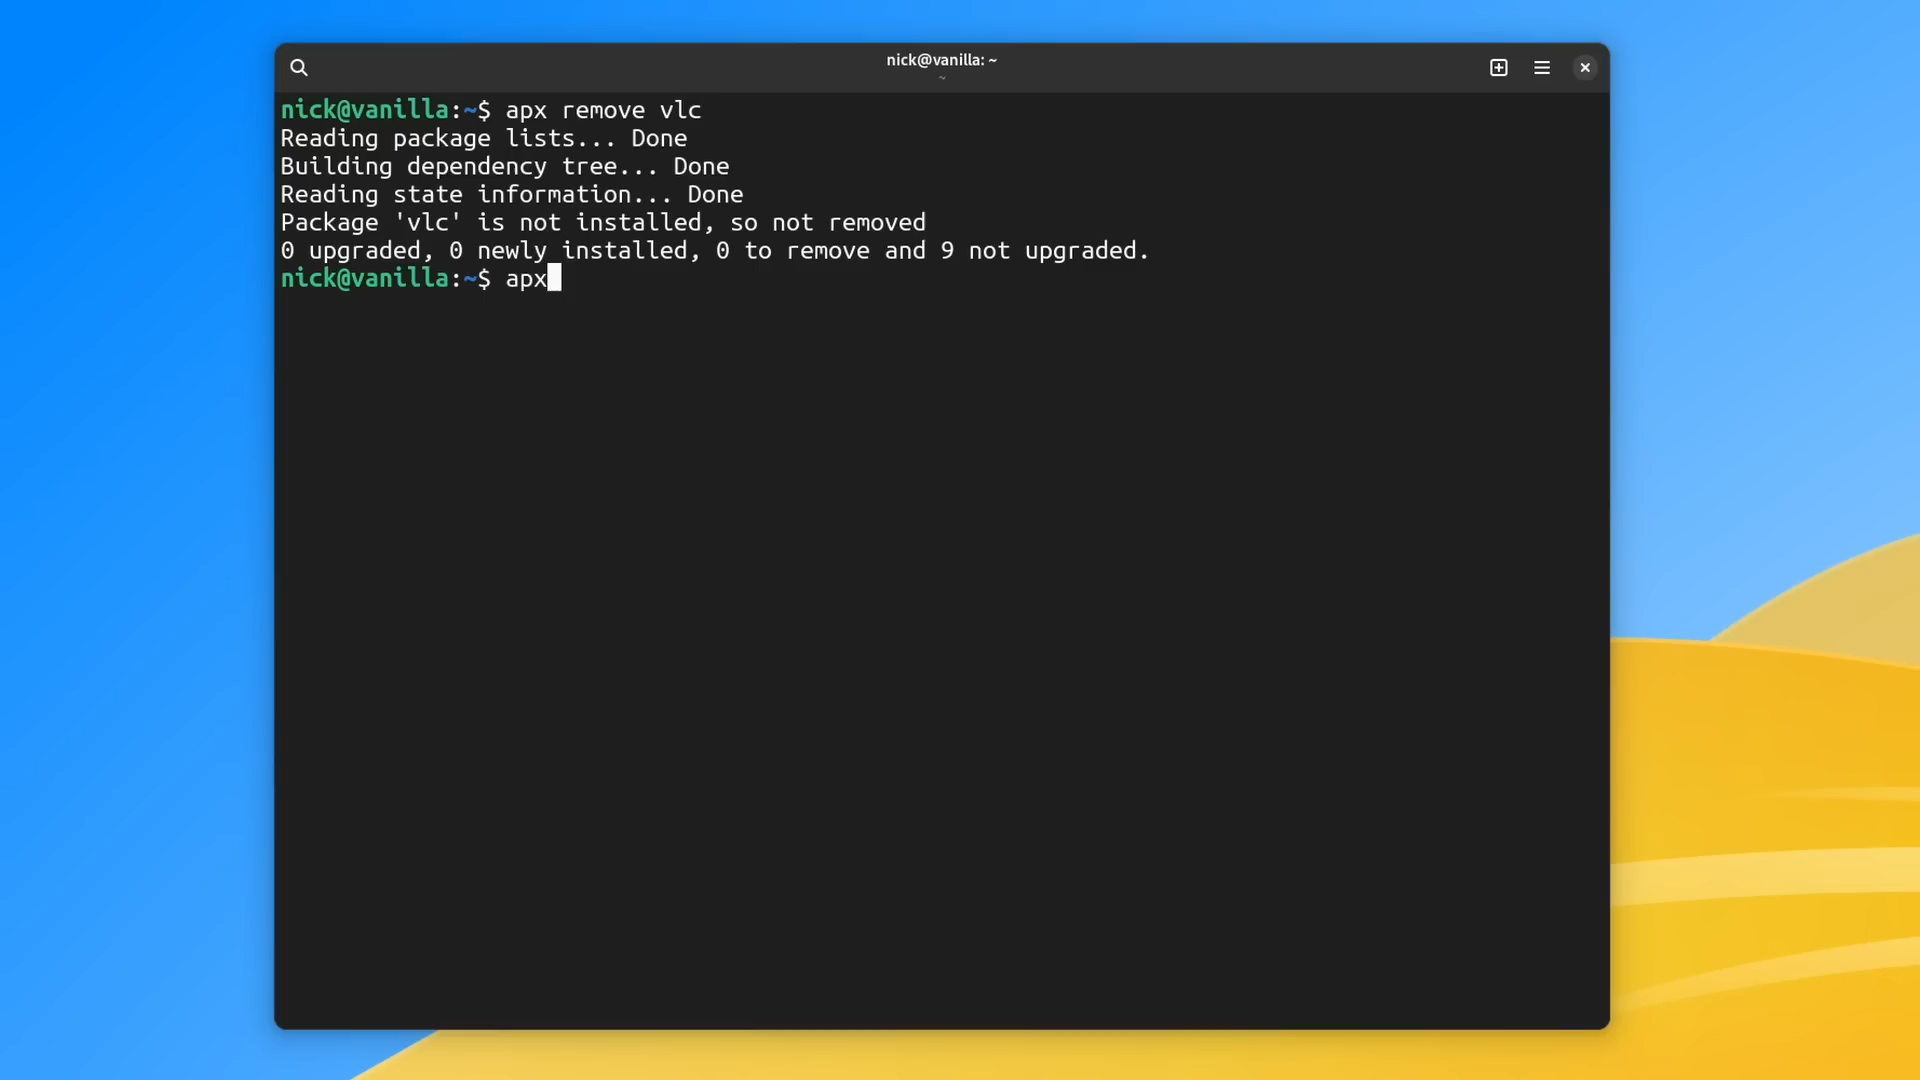 nick@vanilla: ~
~
nick@vanilla:~$ apx remove vlc
Reading package lists... Done
Building dependency tree... Done
Reading state information... Done
Package 'vlc' is not installed, so not removed
0 upgraded, 0 newly installed, 0 to remove and 9 not upgraded.
nick@vanilla:~$ apx